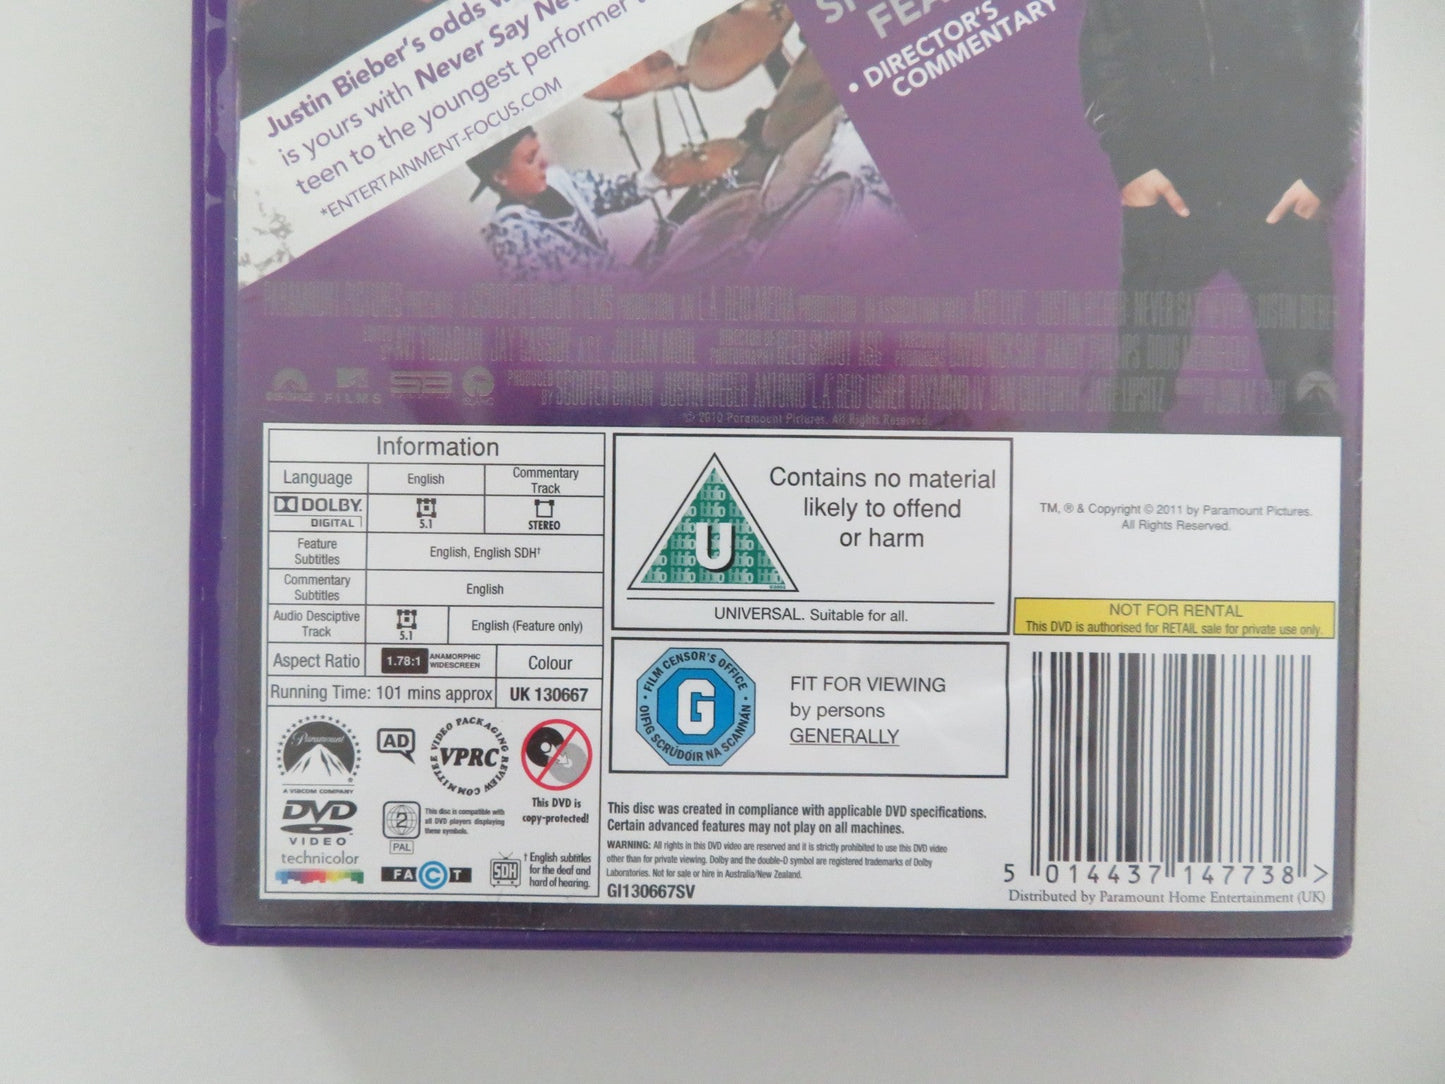 Justin Bieber's odds
is yours with Never Say
teen to the youngest performer
*ENTERTAINMENT-FOCUS.COM
• DIRECTOR'S
COMMENTARY
© 2010 Paramount Pictures. All Rights Reserved.
Information
Language English Commentary Track
DOLBY DIGITAL 5.1 STEREO
Feature Subtitles English, English SDH†
Commentary Subtitles English
Audio Desciptive Track 5.1 English (Feature only)
Aspect Ratio 1.78:1 ANAMORPHIC WIDESCREEN Colour
Running Time: 101 mins approx UK 130667
Paramount
A VIACOM COMPANY
AD
VIDEO PACKAGING REVIEW COMMITTEE
VPRC
This DVD is
copy-protected!
DVD
VIDEO
technicolor
2
PAL
This disc is compatible with
all DVD players displaying
these symbols.
FACT
SDH
† English subtitles
for the deaf and
hard of hearing.
U
Contains no material
likely to offend
or harm
UNIVERSAL. Suitable for all.
FILM CENSOR'S OFFICE
G
OIFIG SCRÚDÓIR NA SCANNÁN
FIT FOR VIEWING
by persons
GENERALLY
This disc was created in compliance with applicable DVD specifications.
Certain advanced features may not play on all machines.
WARNING: All rights in this DVD video are reserved and it is strictly prohibited to use this DVD video
other than for private viewing. Dolby and the double-D symbol are registered trademarks of Dolby
Laboratories. Not for sale or hire in Australia/New Zealand.
GI130667SV
TM, ® & Copyright © 2011 by Paramount Pictures.
All Rights Reserved.
NOT FOR RENTAL
This DVD is authorised for RETAIL sale for private use only.
5 014437 147738 >
Distributed by Paramount Home Entertainment (UK)